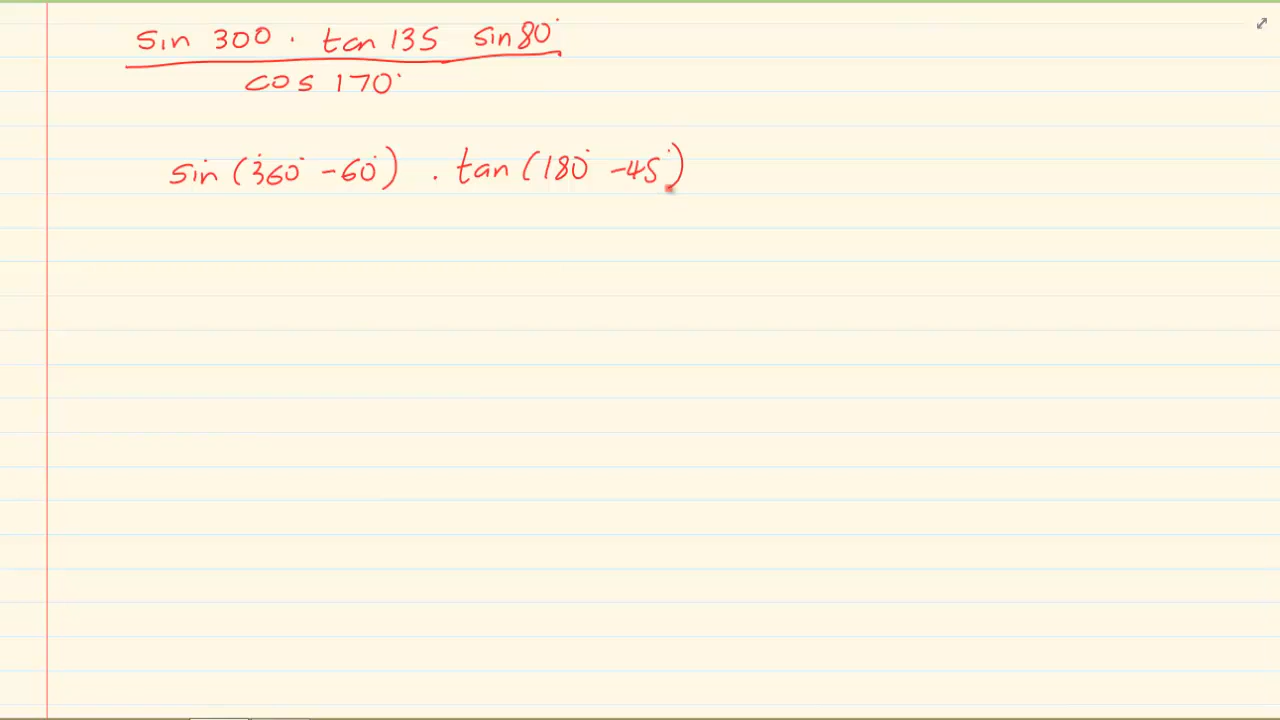 sin 300 . tan 135 sin 80°
cos 170°
sin (360° - 60°) . tan (180° - 45°)